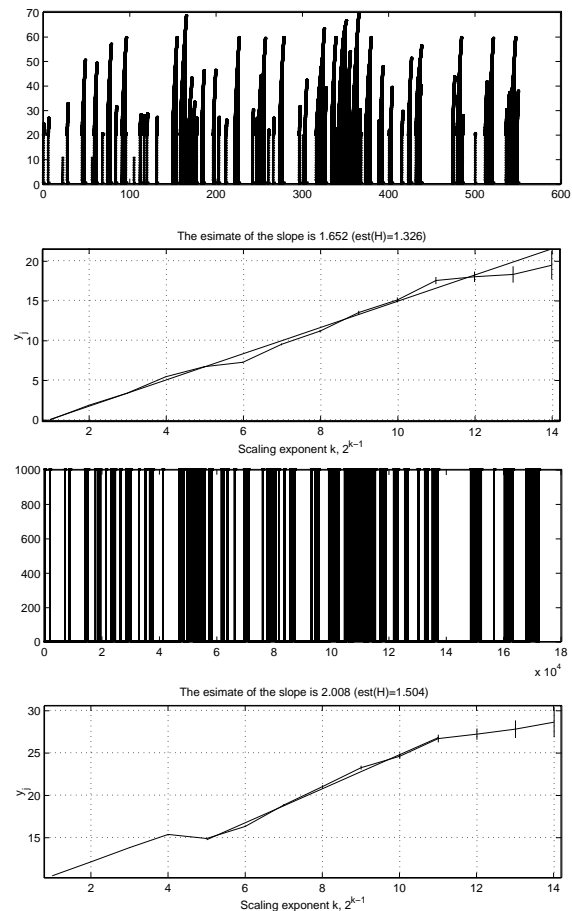 70
60
50
40
30
20
10
0
0 100 200 300 400 500 600
The esimate of the slope is 1.652 (est(H)=1.326)
20
15
10
5
0
y_j
2 4 6 8 10 12 14
Scaling exponent k, 2^{k-1}
1000
800
600
400
200
0
0 2 4 6 8 10 12 14 16 18
x 10^4
The esimate of the slope is 2.008 (est(H)=1.504)
30
25
20
15
y_j
2 4 6 8 10 12 14
Scaling exponent k, 2^{k-1}